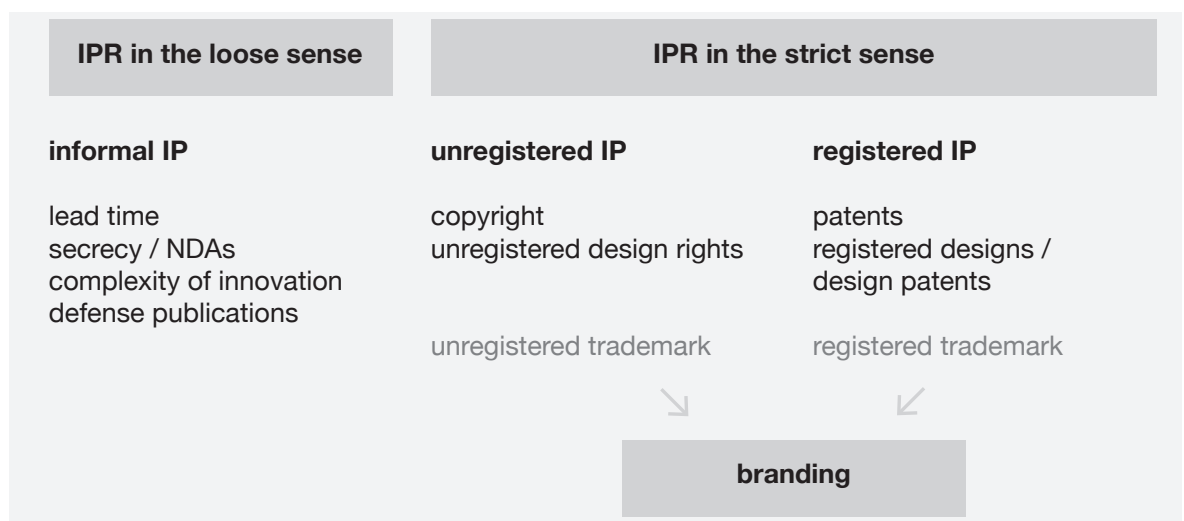 IPR in the loose sense
IPR in the strict sense
informal IP
lead time
secrecy / NDAs
complexity of innovation
defense publications
unregistered IP
copyright
unregistered design rights
unregistered trademark
registered IP
patents
registered designs /
design patents
registered trademark
branding